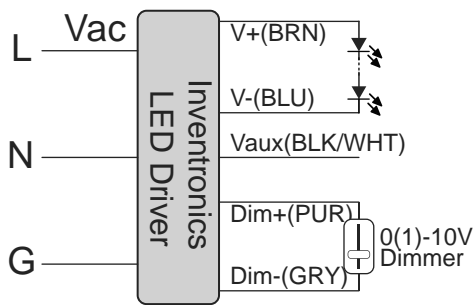 Vac
L
N
G
Inventronics
LED Driver
V+(BRN)
V-(BLU)
Vaux(BLK/WHT)
Dim+(PUR)
Dim-(GRY)
0(1)-10V
Dimmer